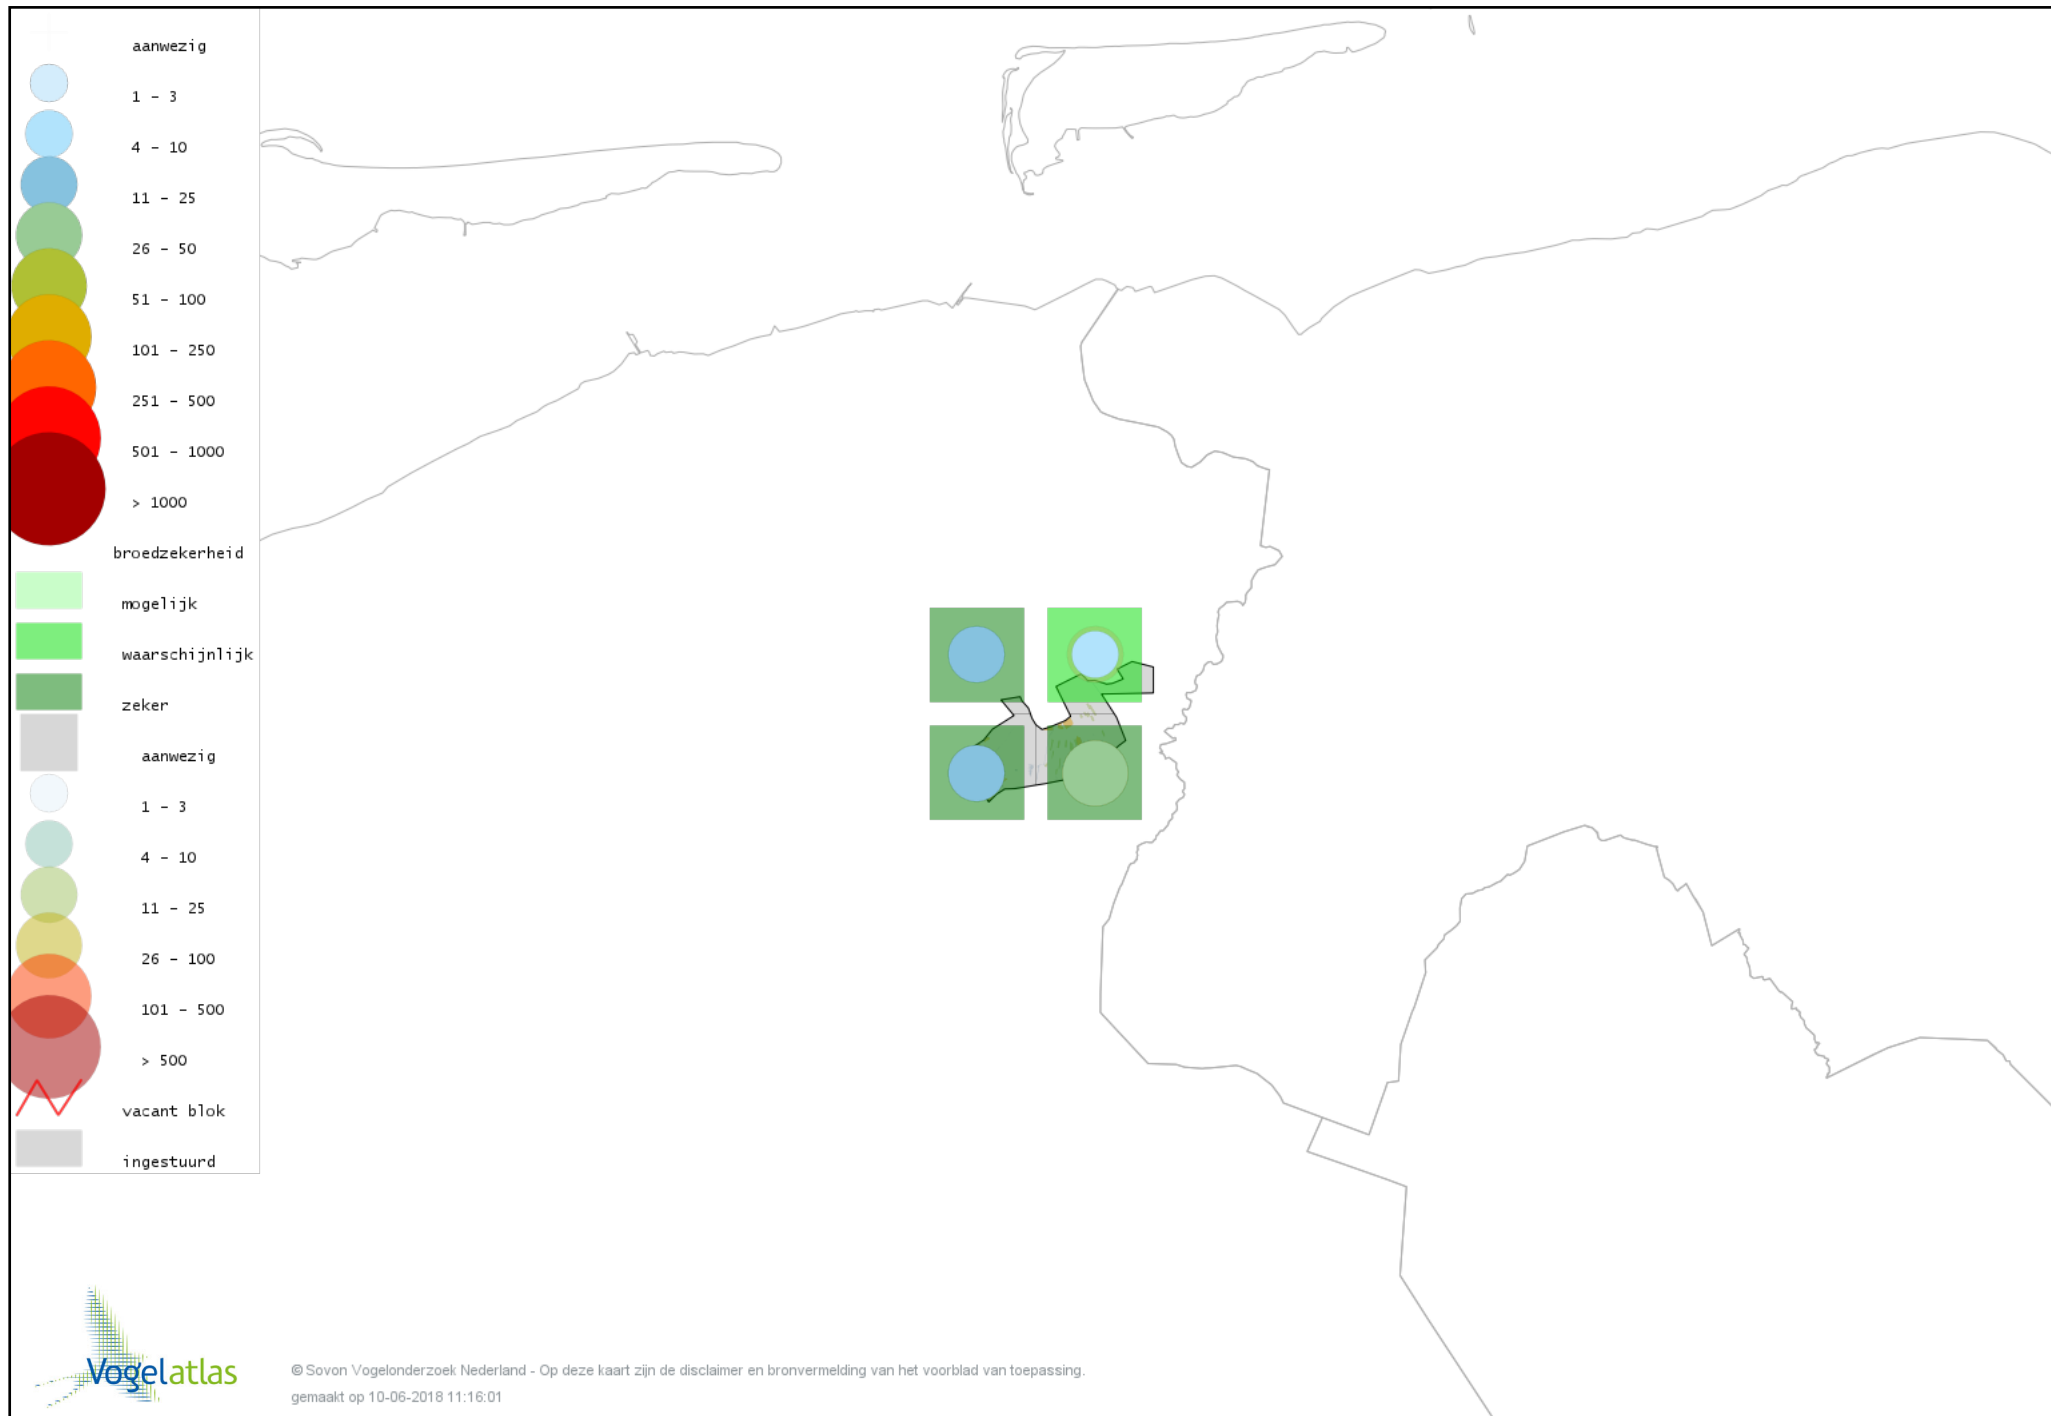 aanwezig
1 - 3
4 - 10
11 - 25
26 - 50
51 - 100
101 - 250
251 - 500
501 - 1000
> 1000
broedzekerheid
mogelijk
waarschijnlijk
zeker
aanwezig
1 - 3
4 - 10
11 - 25
26 - 100
101 - 500
> 500
vacant blok
ingestuurd
Vogelatlas
© Sovon Vogelonderzoek Nederland - Op deze kaart zijn de disclaimer en bronvermelding van het voorblad van toepassing.
gemaakt op 10-06-2018 11:16:01